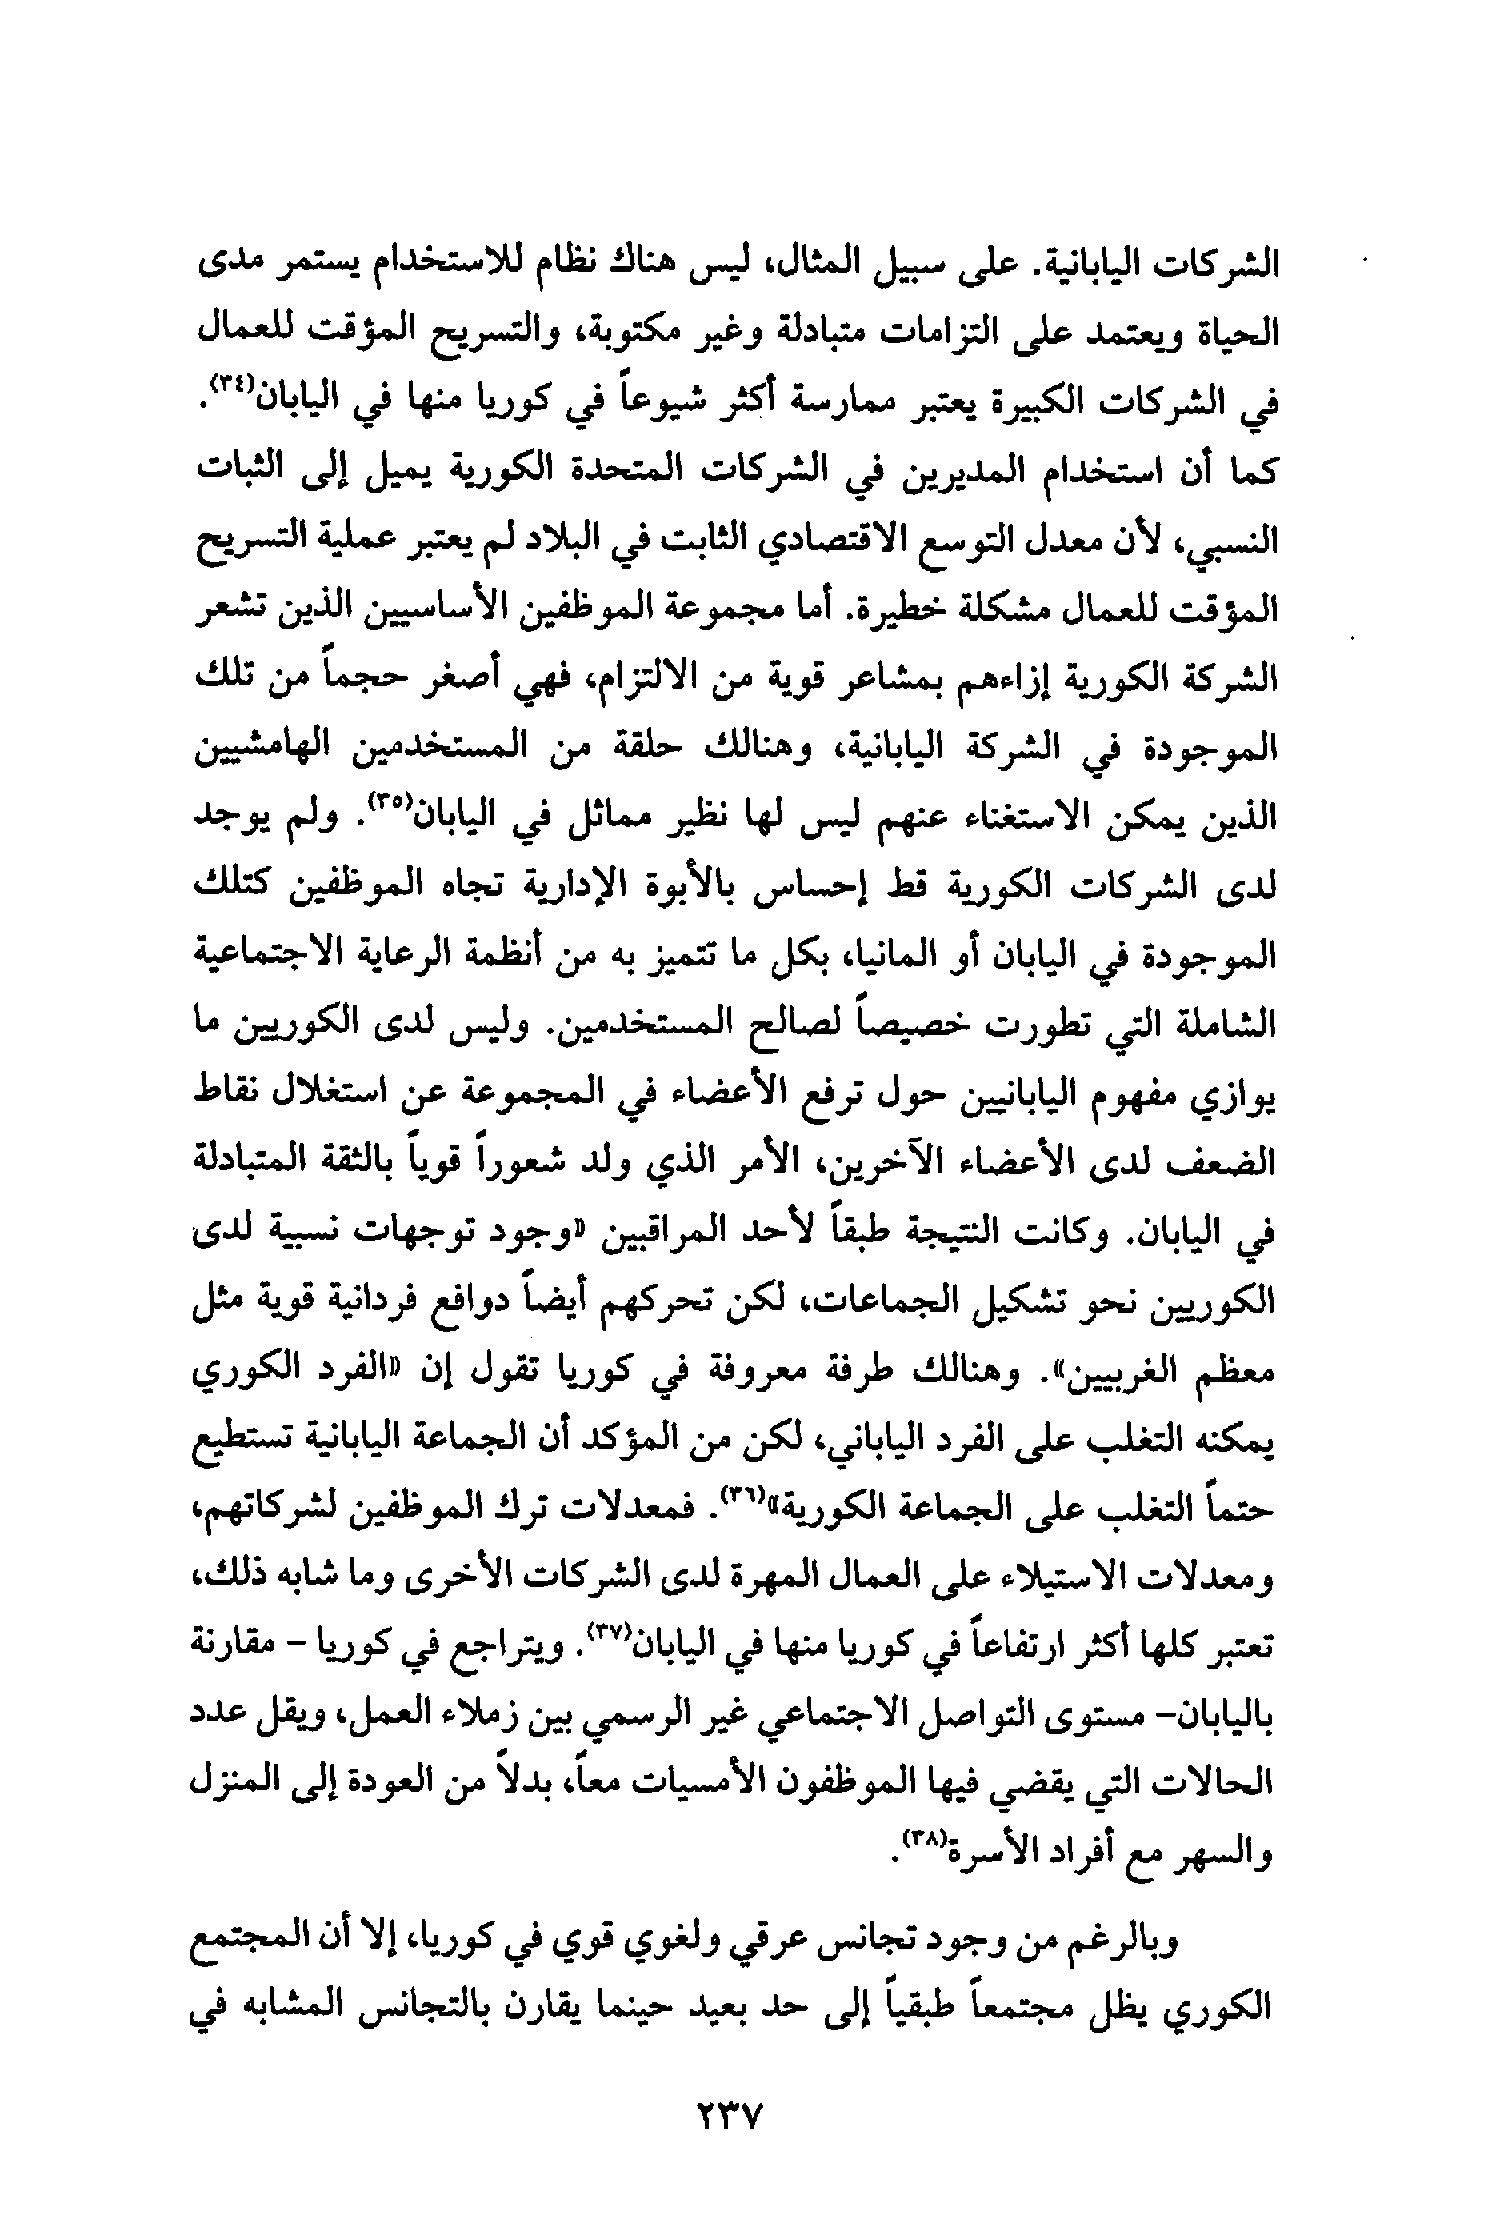 الشركات اليابانية. على سبيل المثال، ليس هناك نظام للاستخدام يستمر مدى
الحياة ويعتمد على التزامات متبادلة وغير مكتوبة، والتسريح المؤقت للعمال
في الشركات الكبيرة يعتبر ممارسة أكثر شيوعاً في كوريا منها في اليابان(٣٤).
كما أن استخدام المديرين في الشركات المتحدة الكورية يميل إلى الثبات
النسبي، لأن معدل التوسع الاقتصادي الثابت في البلاد لم يعتبر عملية التسريح
المؤقت للعمال مشكلة خطيرة. أما مجموعة الموظفين الأساسيين الذين تشعر
الشركة الكورية إزاءهم بمشاعر قوية من الالتزام، فهي أصغر حجماً من تلك
الموجودة في الشركة اليابانية، وهنالك حلقة من المستخدمين الهامشيين
الذين يمكن الاستغناء عنهم ليس لها نظير مماثل في اليابان(٣٥). ولم يوجد
لدى الشركات الكورية قط إحساس بالأبوة الإدارية تجاه الموظفين كتلك
الموجودة في اليابان أو المانيا، بكل ما تتميز به من أنظمة الرعاية الاجتماعية
الشاملة التي تطورت خصيصاً لصالح المستخدمين. وليس لدى الكوريين ما
يوازي مفهوم اليابانيين حول ترفع الأعضاء في المجموعة عن استغلال نقاط
الضعف لدى الأعضاء الآخرين، الأمر الذي ولد شعوراً قوياً بالثقة المتبادلة
في اليابان. وكانت النتيجة طبقاً لأحد المراقبين «وجود توجهات نسبية لدى
الكوريين نحو تشكيل الجماعات، لكن تحركهم أيضاً دوافع فردانية قوية مثل
معظم الغربيين». وهنالك طرفة معروفة في كوريا تقول إن «الفرد الكوري
يمكنه التغلب على الفرد الياباني، لكن من المؤكد أن الجماعة اليابانية تستطيع
حتماً التغلب على الجماعة الكورية»(٣٦). فمعدلات ترك الموظفين لشركاتهم،
ومعدلات الاستيلاء على العمال المهرة لدى الشركات الأخرى وما شابه ذلك،
تعتبر كلها أكثر ارتفاعاً في كوريا منها في اليابان(٣٧). ويتراجع في كوريا - مقارنة
باليابان- مستوى التواصل الاجتماعي غير الرسمي بين زملاء العمل، ويقل عدد
الحالات التي يقضي فيها الموظفون الأمسيات معاً، بدلاً من العودة إلى المنزل
والسهر مع أفراد الأسرة(٣٨).
وبالرغم من وجود تجانس عرقي ولغوي قوي في كوريا، إلا أن المجتمع
الكوري يظل مجتمعاً طبقياً إلى حد بعيد حينما يقارن بالتجانس المشابه في
٢٣٧